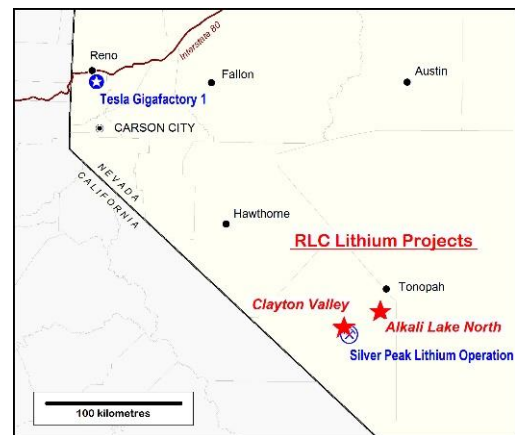 Interstate 80
Reno
Fallon
Austin
Tesla Gigafactory 1
CARSON CITY
NEVADA
CALIFORNIA
Hawthorne
RLC Lithium Projects
Tonopah
Clayton Valley
Alkali Lake North
Silver Peak Lithium Operation
100 kilometres